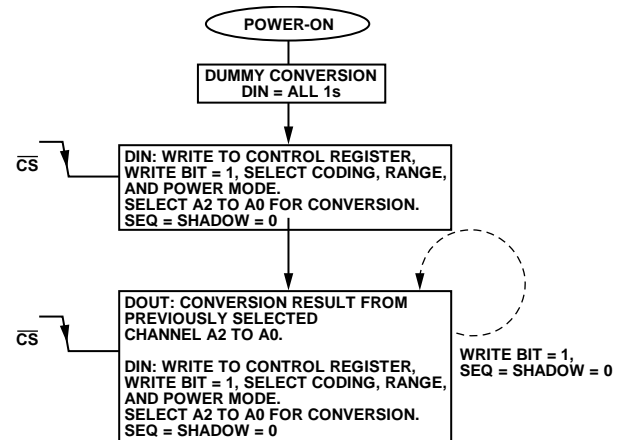 POWER-ON
DUMMY CONVERSION
DIN = ALL 1s
CS
DIN: WRITE TO CONTROL REGISTER,
WRITE BIT = 1, SELECT CODING, RANGE,
AND POWER MODE.
SELECT A2 TO A0 FOR CONVERSION.
SEQ = SHADOW = 0
CS
DOUT: CONVERSION RESULT FROM
PREVIOUSLY SELECTED
CHANNEL A2 TO A0.
DIN: WRITE TO CONTROL REGISTER,
WRITE BIT = 1, SELECT CODING, RANGE,
AND POWER MODE.
SELECT A2 TO A0 FOR CONVERSION.
SEQ = SHADOW = 0
WRITE BIT = 1,
SEQ = SHADOW = 0